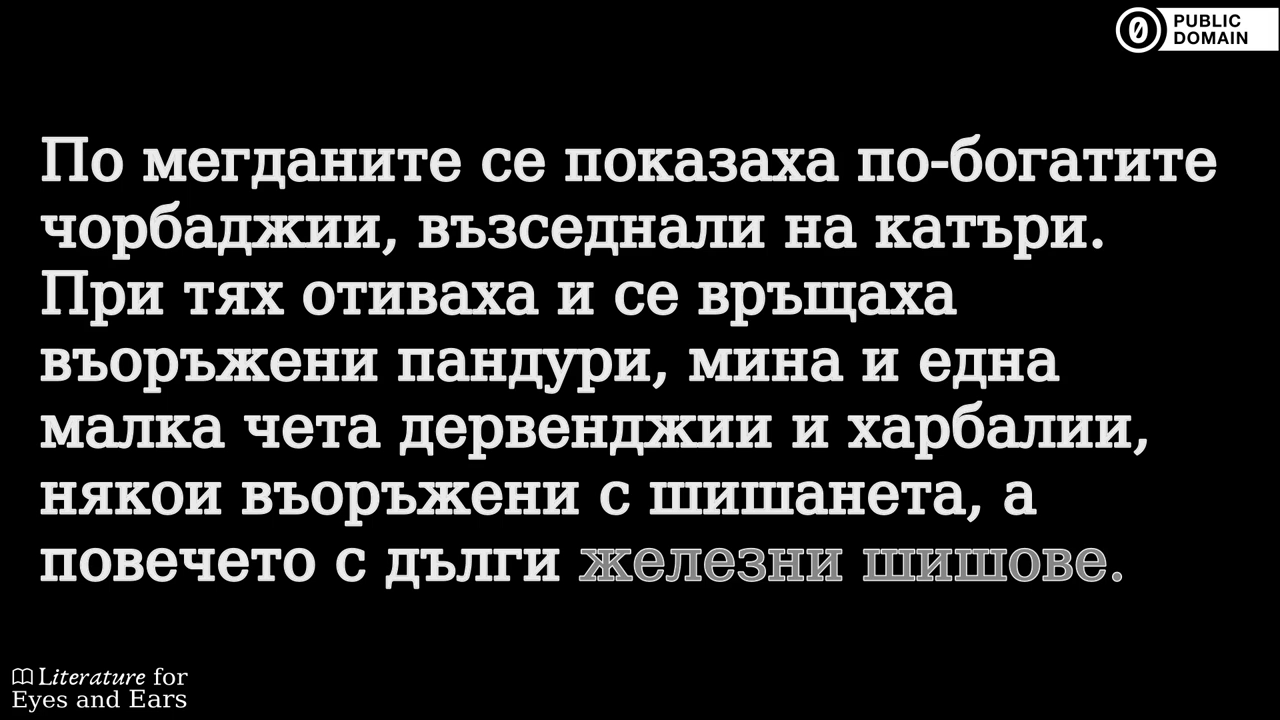 PUBLIC
DOMAIN
По мегданите се показаха по-богатите
чорбаджии, възседнали на катъри.
При тях отиваха и се връщаха
въоръжени пандури, мина и една
малка чета дервенджии и харбалии,
някои въоръжени с шишанета, а
повечето с дълги железни шишове.
Literature for
Eyes and Ears